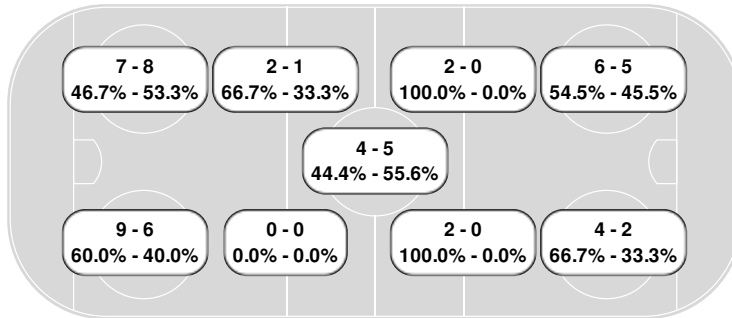 7 - 8
46.7% - 53.3%
2 - 1
66.7% - 33.3%
2 - 0
100.0% - 0.0%
6 - 5
54.5% - 45.5%
4 - 5
44.4% - 55.6%
9 - 6
60.0% - 40.0%
0 - 0
0.0% - 0.0%
2 - 0
100.0% - 0.0%
4 - 2
66.7% - 33.3%